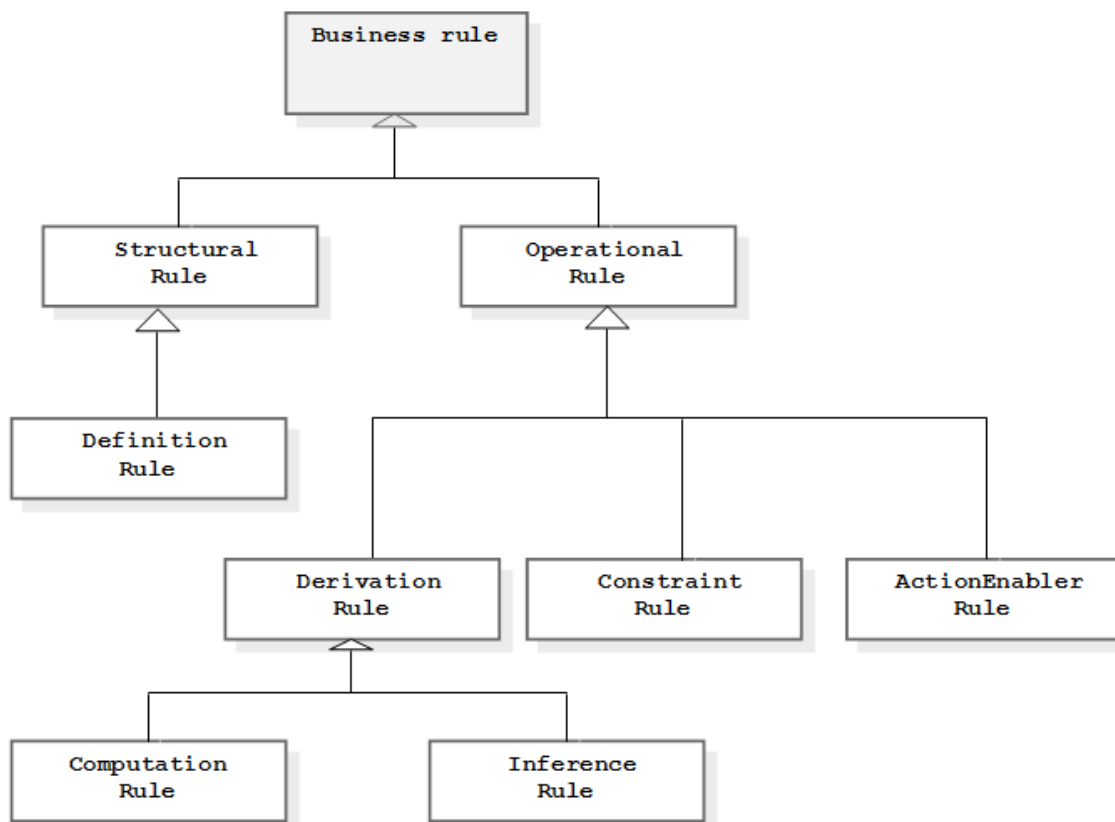 Business rule
Structural
Rule
Operational
Rule
Definition
Rule
Derivation
Rule
Constraint
Rule
ActionEnabler
Rule
Computation
Rule
Inference
Rule